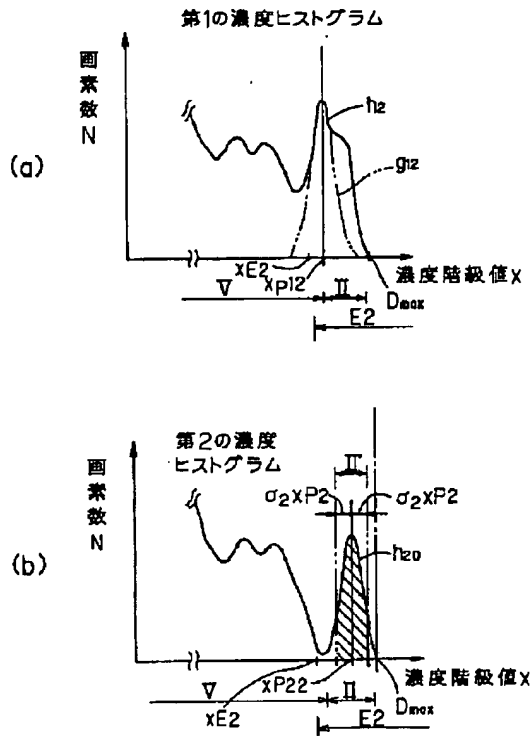 第1の濃度ヒストグラム
画素数
N
(a)
h2
g12
xE2
xP12
濃度階級値x
V
II
Dmax
E2
第2の濃度
ヒストグラム
画素数
N
(b)
II
σ2xP2
σ2xP2
h20
xP22
濃度階級値x
V
II
xE2
Dmax
E2